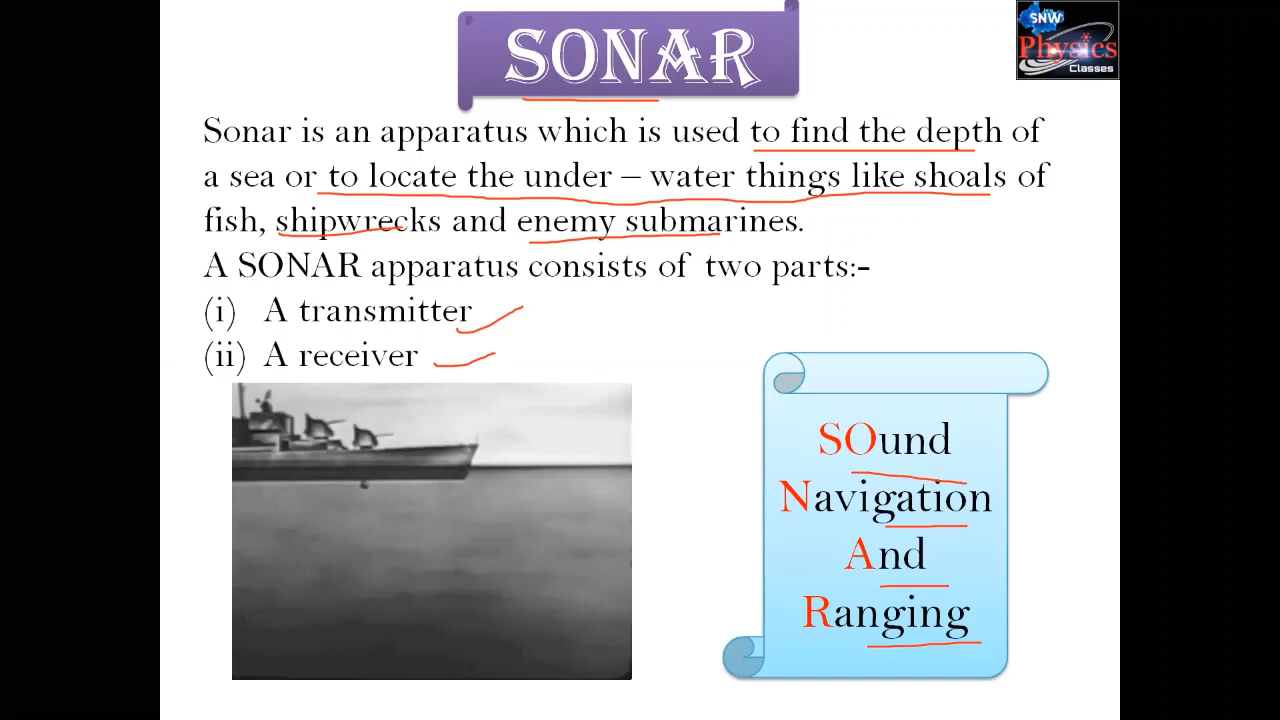 SONAR
SNW
Physics
Classes
Sonar is an apparatus which is used to find the depth of
a sea or to locate the under – water things like shoals of
fish, shipwrecks and enemy submarines.
A SONAR apparatus consists of two parts:-
(i) A transmitter
(ii) A receiver
SOund
Navigation
And
Ranging